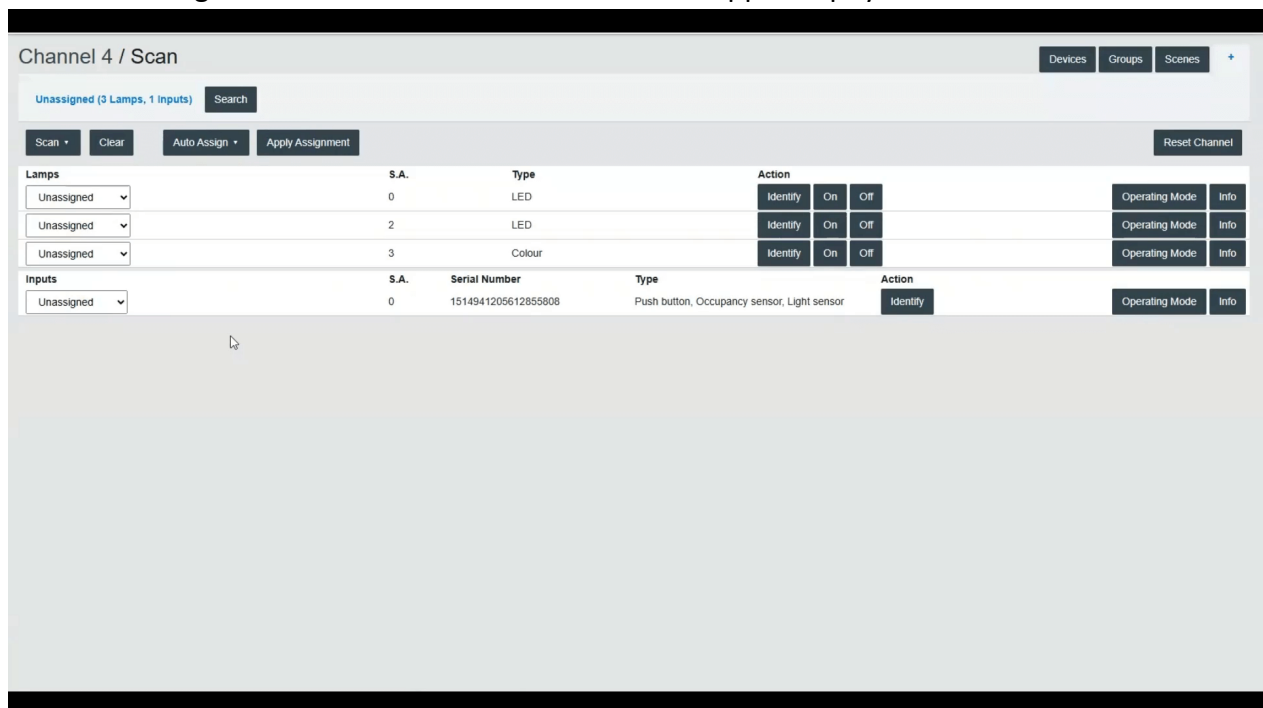 Channel 4 / Scan
Devices Groups Scenes +
Unassigned (3 Lamps, 1 Inputs) Search
Scan Clear Auto Assign Apply Assignment Reset Channel
Lamps S.A. Type Action
Unassigned 0 LED Identify On Off Operating Mode Info
Unassigned 2 LED Identify On Off Operating Mode Info
Unassigned 3 Colour Identify On Off Operating Mode Info
Inputs S.A. Serial Number Type Action
Unassigned 0 1514941205612855808 Push button, Occupancy sensor, Light sensor Identify Operating Mode Info